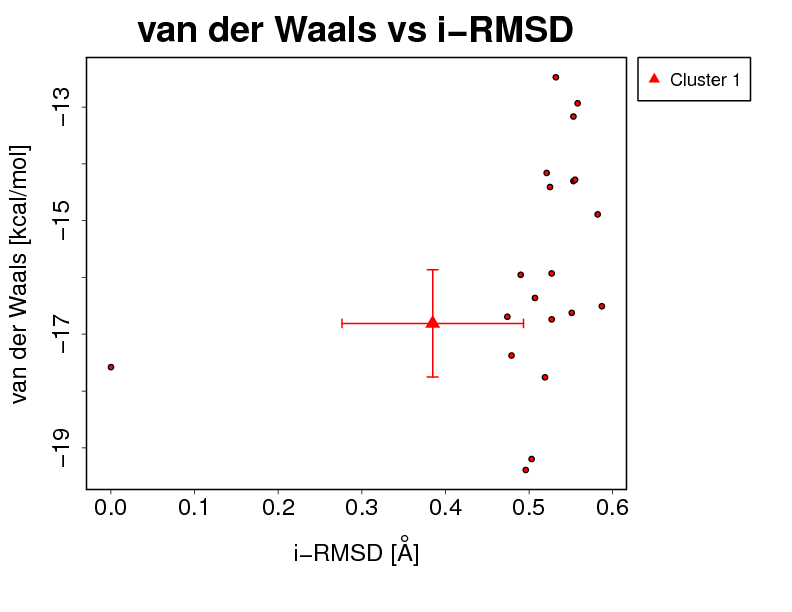 van der Waals vs i−RMSD
Cluster 1
van der Waals [kcal/mol]
−13
−15
−17
−19
0.0 0.1 0.2 0.3 0.4 0.5 0.6
i−RMSD [Å]